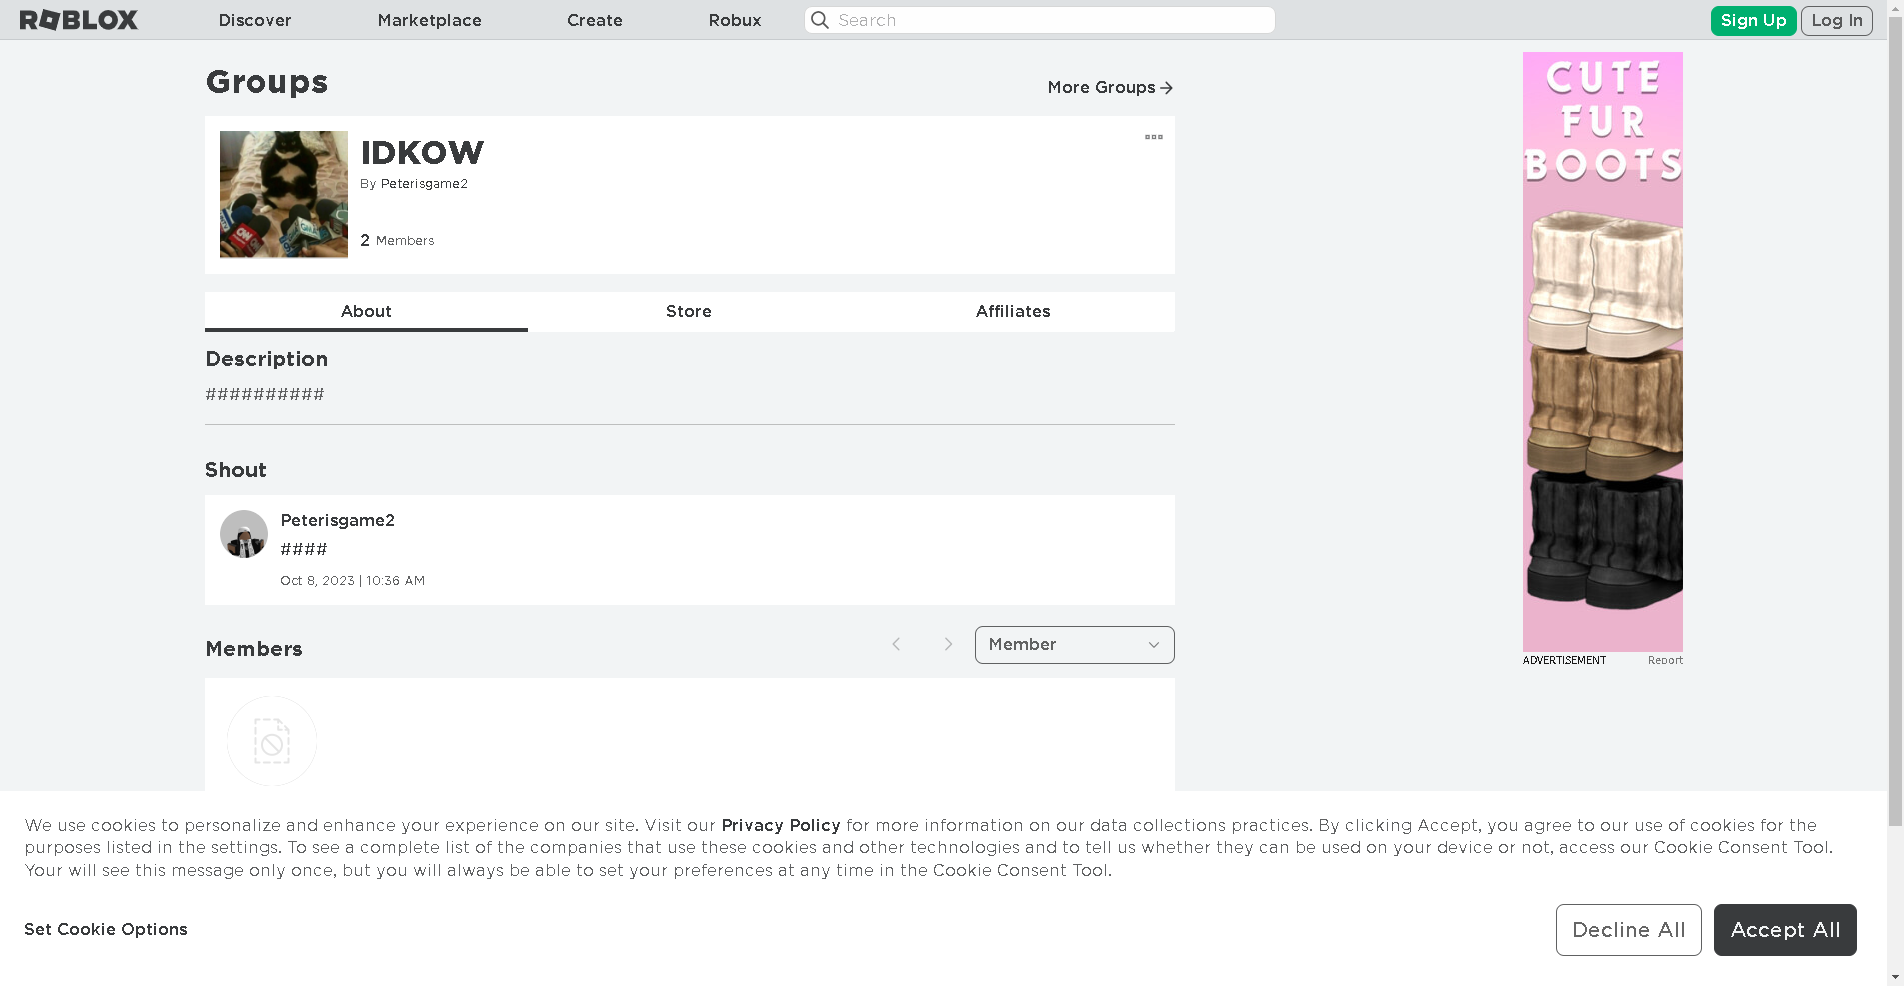 ROBLOX
Discover
Marketplace
Create
Robux
Search
Sign Up
Log In
Groups
More Groups
IDKOW
By Peterisgame2
2 Members
CNN
About
Store
Affiliates
Description
##########
Shout
Peterisgame2
####
Oct 8, 2023 | 10:36 AM
Members
Member
CUTE
FUR
BOOTS
ADVERTISEMENT
Report
We use cookies to personalize and enhance your experience on our site. Visit our Privacy Policy for more information on our data collections practices. By clicking Accept, you agree to our use of cookies for the
purposes listed in the settings. To see a complete list of the companies that use these cookies and other technologies and to tell us whether they can be used on your device or not, access our Cookie Consent Tool.
Your will see this message only once, but you will always be able to set your preferences at any time in the Cookie Consent Tool.
Set Cookie Options
Decline All
Accept All